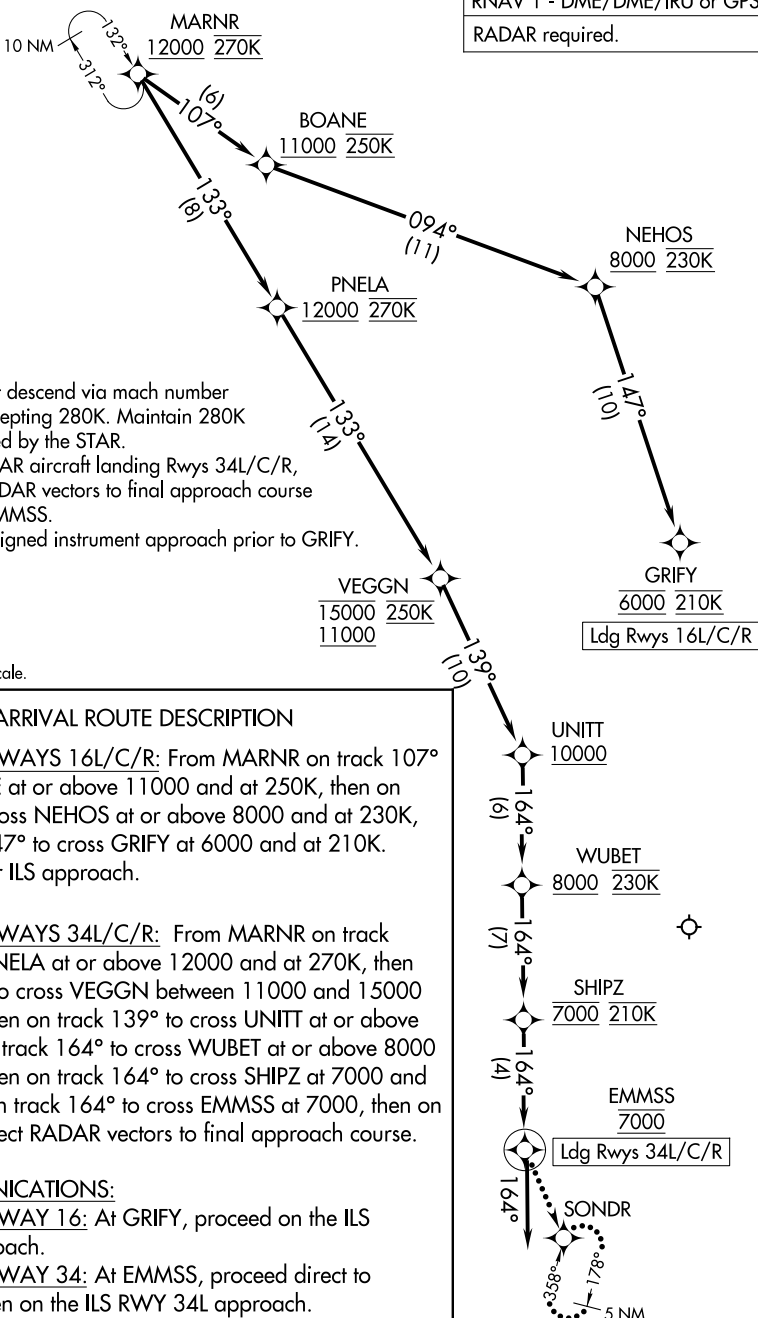 RNAV 1 - DME/DME/IRU or GPS
RADAR required.
MARNR
12000 270K
10 NM
132°
312°
(6)
107°
BOANE
11000 250K
133°
(8)
094°
(11)
NEHOS
8000 230K
PNELA
12000 270K
147°
(10)
descend via mach number
epting 280K. Maintain 280K
ed by the STAR.
AR aircraft landing Rwys 34L/C/R,
DAR vectors to final approach course
MMSS.
igned instrument approach prior to GRIFY.
133°
(14)
GRIFY
6000 210K
Ldg Rwys 16L/C/R
VEGGN
15000 250K
11000
139°
(10)
cale.
ARRIVAL ROUTE DESCRIPTION
WAYS 16L/C/R: From MARNR on track 107°
E at or above 11000 and at 250K, then on
oss NEHOS at or above 8000 and at 230K,
47° to cross GRIFY at 6000 and at 210K.
ILS approach.
WAYS 34L/C/R: From MARNR on track
NELA at or above 12000 and at 270K, then
o cross VEGGN between 11000 and 15000
en on track 139° to cross UNITT at or above
track 164° to cross WUBET at or above 8000
en on track 164° to cross SHIPZ at 7000 and
n track 164° to cross EMMSS at 7000, then on
ect RADAR vectors to final approach course.
NICATIONS:
WAY 16: At GRIFY, proceed on the ILS
oach.
WAY 34: At EMMSS, proceed direct to
en on the ILS RWY 34L approach.
UNITT
10000
164°
(6)
WUBET
8000 230K
164°
(7)
SHIPZ
7000 210K
164°
(4)
EMMSS
7000
Ldg Rwys 34L/C/R
164°
SONDR
358°
178°
5 NM